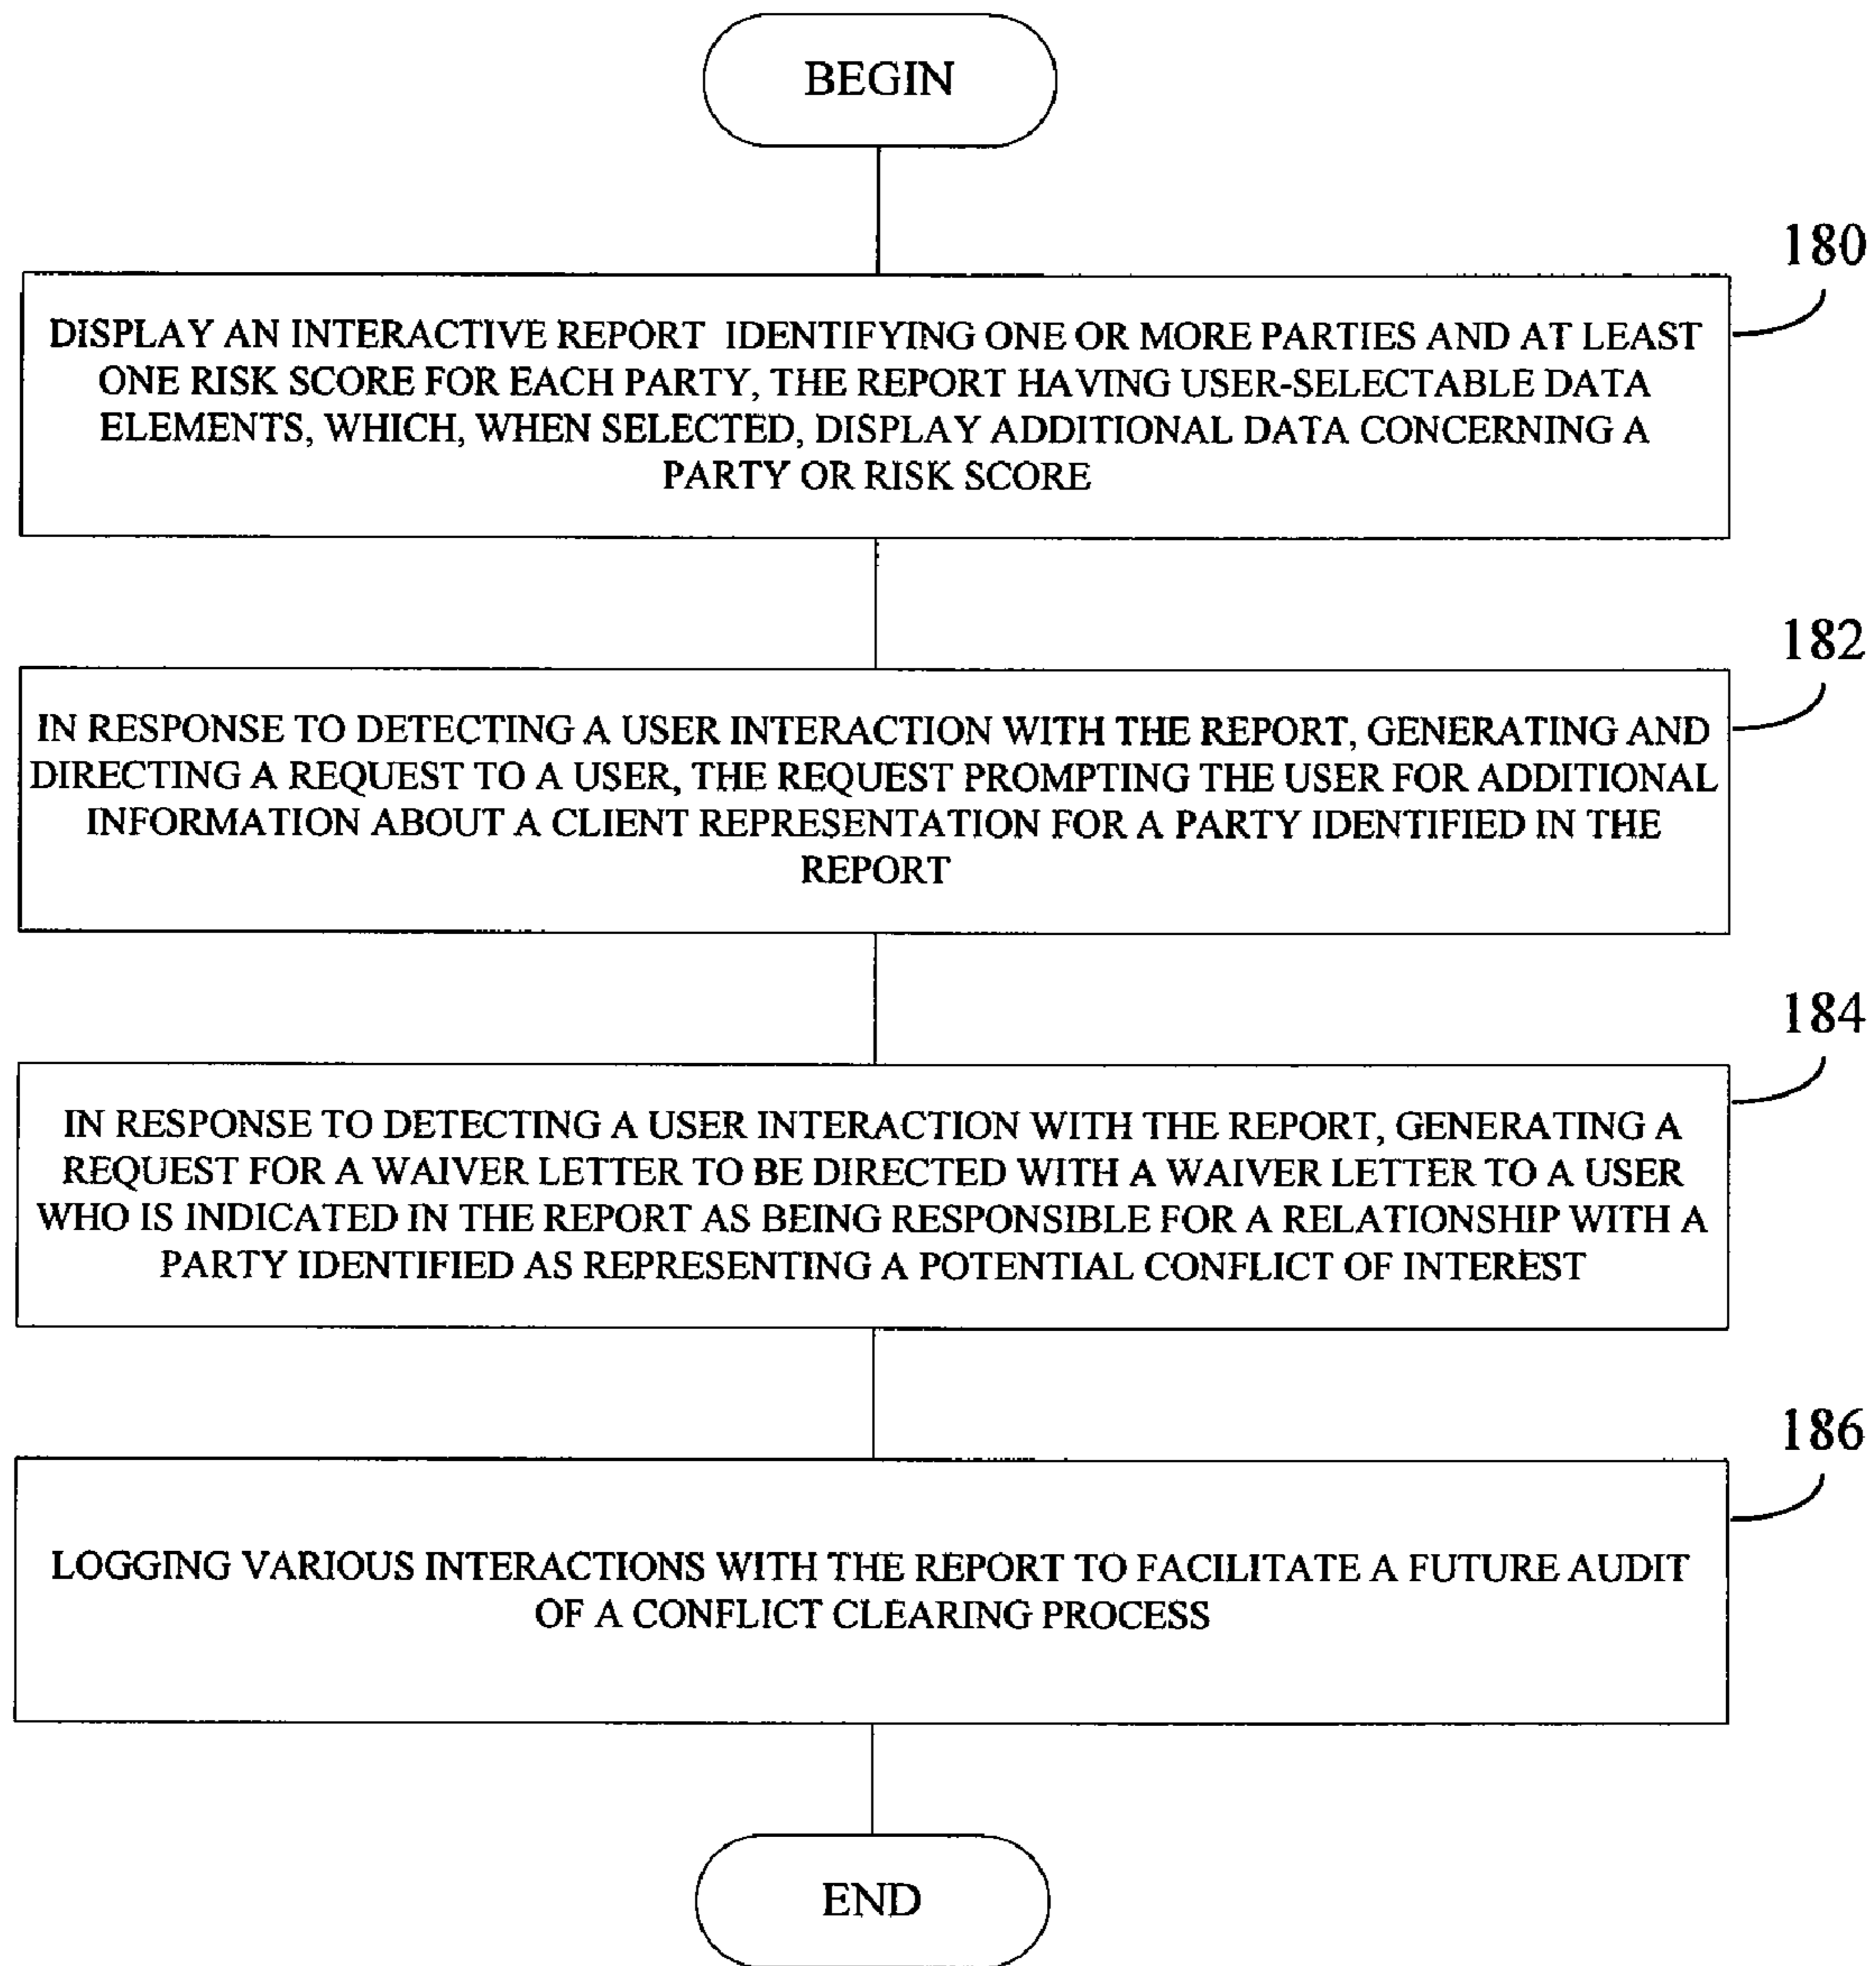 BEGIN
180
DISPLAY AN INTERACTIVE REPORT IDENTIFYING ONE OR MORE PARTIES AND AT LEAST
ONE RISK SCORE FOR EACH PARTY, THE REPORT HAVING USER-SELECTABLE DATA
ELEMENTS, WHICH, WHEN SELECTED, DISPLAY ADDITIONAL DATA CONCERNING A
PARTY OR RISK SCORE
182
IN RESPONSE TO DETECTING A USER INTERACTION WITH THE REPORT, GENERATING AND
DIRECTING A REQUEST TO A USER, THE REQUEST PROMPTING THE USER FOR ADDITIONAL
INFORMATION ABOUT A CLIENT REPRESENTATION FOR A PARTY IDENTIFIED IN THE
REPORT
184
IN RESPONSE TO DETECTING A USER INTERACTION WITH THE REPORT, GENERATING A
REQUEST FOR A WAIVER LETTER TO BE DIRECTED WITH A WAIVER LETTER TO A USER
WHO IS INDICATED IN THE REPORT AS BEING RESPONSIBLE FOR A RELATIONSHIP WITH A
PARTY IDENTIFIED AS REPRESENTING A POTENTIAL CONFLICT OF INTEREST
186
LOGGING VARIOUS INTERACTIONS WITH THE REPORT TO FACILITATE A FUTURE AUDIT
OF A CONFLICT CLEARING PROCESS
END